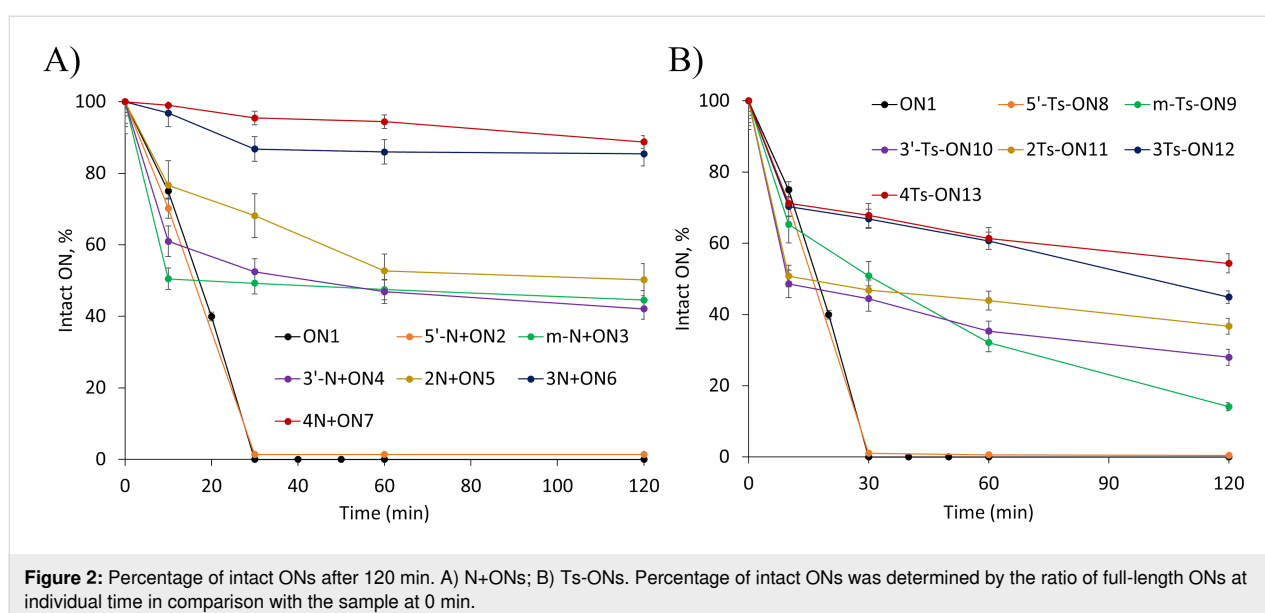 A)
100
80
60
40
20
0
Intact ON, %
ON1 5'-N+ON2 m-N+ON3
3'-N+ON4 2N+ON5 3N+ON6
4N+ON7
0 20 40 60 80 100 120
Time (min)
B)
100
80
60
40
20
0
Intact ON, %
ON1 5'-Ts-ON8 m-Ts-ON9
3'-Ts-ON10 2Ts-ON11 3Ts-ON12
4Ts-ON13
0 30 60 90 120
Time (min)
Figure 2: Percentage of intact ONs after 120 min. A) N+ONs; B) Ts-ONs. Percentage of intact ONs was determined by the ratio of full-length ONs at
individual time in comparison with the sample at 0 min.